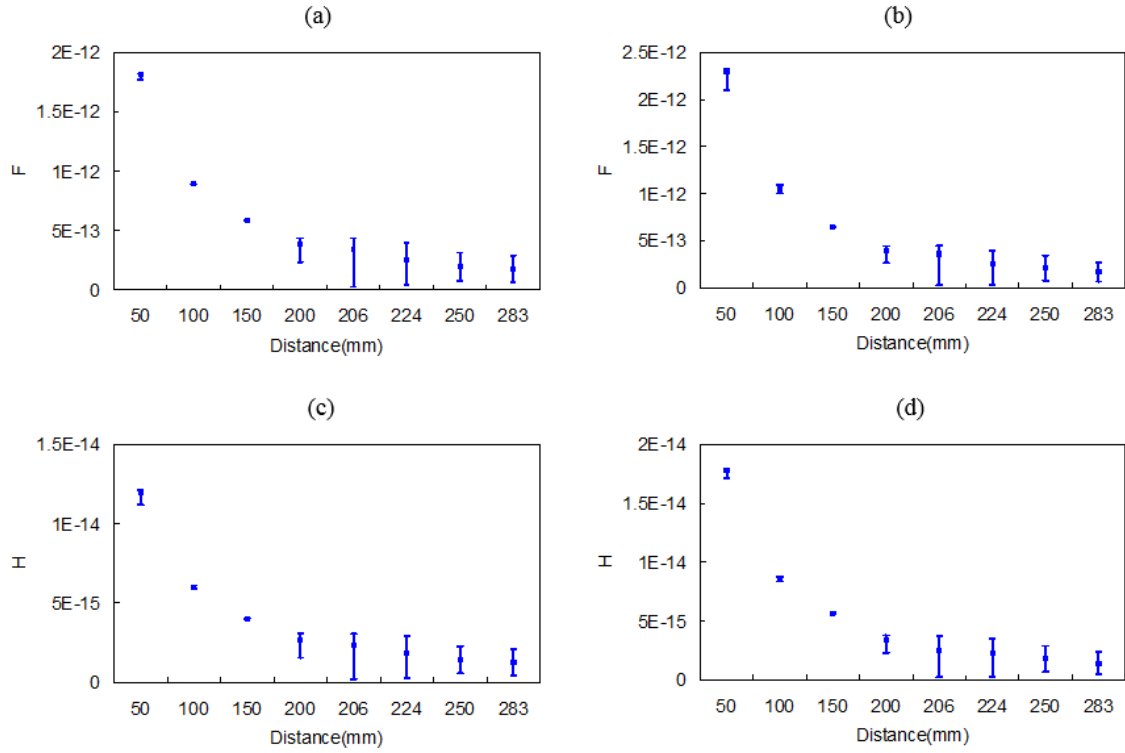 (a)
2E-12
1.5E-12
1E-12
5E-13
0
F
50 100 150 200 206 224 250 283
Distance(mm)
(b)
2.5E-12
2E-12
1.5E-12
1E-12
5E-13
0
F
50 100 150 200 206 224 250 283
Distance(mm)
(c)
1.5E-14
1E-14
5E-15
0
H
50 100 150 200 206 224 250 283
Distance(mm)
(d)
2E-14
1.5E-14
1E-14
5E-15
0
H
50 100 150 200 206 224 250 283
Distance(mm)